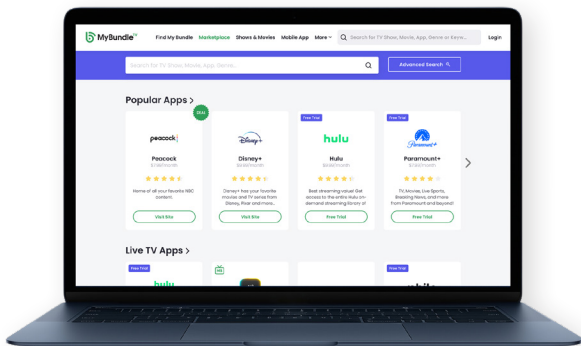 MyBundle™
Find My Bundle Marketplace Shows & Movies Mobile App More
Search for TV Show, Movie, App, Genre or Genre...
Login
Search for TV Show, Movie, App, Genre...
Advanced Search
Popular Apps >
DEAL
Free Trial
Free Trial
peacock
Disney+
hulu
Paramount+
Peacock
Disney+
Hulu
Paramount+
★★★★
Home of all your favorite NBC
content.
Disney+ has your favorite
movies and TV series from
Disney, Pixar and more..
Best streaming value! Get
access to the entire Hulu on-
demand streaming library of
TV, Movies, Live Sports,
Breaking News, and more
from Paramount and beyond!
Visit Site
Visit Site
Free Trial
Free Trial
Live TV Apps >
Free Trial
Free Trial
hulu